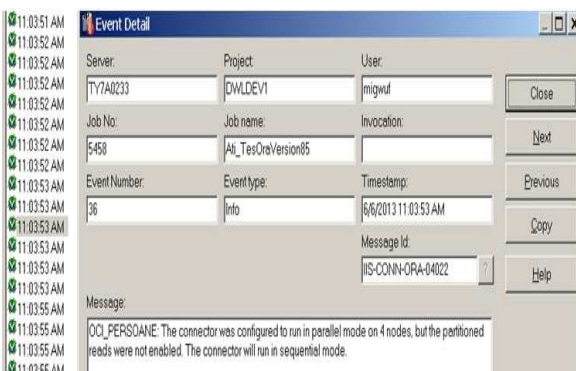 11:03:51 AM
11:03:52 AM
11:03:52 AM
11:03:52 AM
11:03:52 AM
11:03:52 AM
11:03:52 AM
11:03:52 AM
11:03:53 AM
11:03:53 AM
11:03:53 AM
11:03:53 AM
11:03:53 AM
11:03:53 AM
11:03:55 AM
11:03:55 AM
11:03:55 AM
11:03:55 AM
Event Detail
Server: Project: User:
TY7A0233 DWLDEV1 migwuf Close
Job No: Job name: Invocation:
5458 Ati_TesOraVersion85 Next
Event Number: Event type: Timestamp: Previous
36 Info 6/6/2013 11:03:53 AM
Copy
Message Id:
IIS-CONN-ORA-04022 ? Help
Message:
OCI_PERSOANE: The connector was configured to run in parallel mode on 4 nodes, but the partitioned
reads were not enabled. The connector will run in sequential mode.